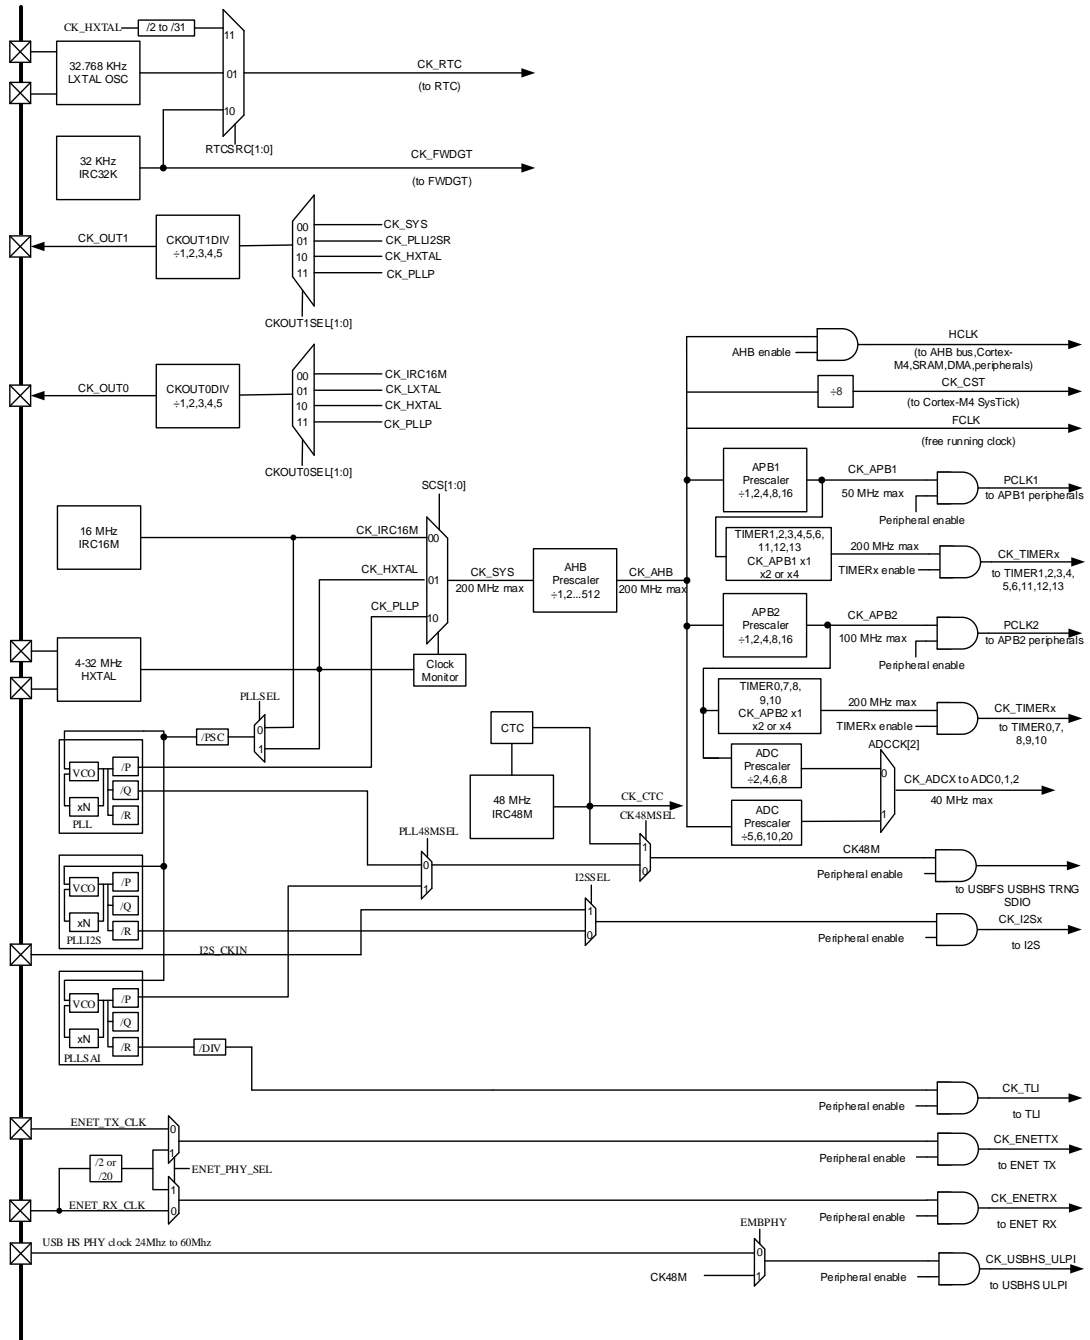 CK_HXTAL
/2 to /31
11
32.768 KHz
LXTAL OSC
01
CK_RTC
(to RTC)
10
RTCSRC[1:0]
32 KHz
IRC32K
CK_FWDGT
(to FWDGT)
CK_OUT1
CKOUT1DIV
÷1,2,3,4,5
00
01
10
11
CK_SYS
CK_PLLI2SR
CK_HXTAL
CK_PLLP
CKOUT1SEL[1:0]
CK_OUT0
CKOUT0DIV
÷1,2,3,4,5
00
01
10
11
CK_IRC16M
CK_LXTAL
CK_HXTAL
CK_PLLP
CKOUT0SEL[1:0]
AHB enable
HCLK
(to AHB bus,Cortex-
M4,SRAM,DMA,peripherals)
÷8
CK_CST
(to Cortex-M4 SysTick)
FCLK
(free running clock)
SCS[1:0]
16 MHz
IRC16M
CK_IRC16M
00
CK_HXTAL
01
CK_PLLP
10
CK_SYS
200 MHz max
AHB
Prescaler
÷1,2...512
CK_AHB
200 MHz max
APB1
Prescaler
÷1,2,4,8,16
CK_APB1
50 MHz max
Peripheral enable
PCLK1
to APB1 peripherals
TIMER1,2,3,4,5,6,
11,12,13
CK_APB1 x1
x2 or x4
200 MHz max
TIMERx enable
CK_TIMERx
to TIMER1,2,3,4,
5,6,11,12,13
APB2
Prescaler
÷1,2,4,8,16
CK_APB2
100 MHz max
Peripheral enable
PCLK2
to APB2 peripherals
4-32 MHz
HXTAL
Clock
Monitor
TIMER0,7,8,
9,10
CK_APB2 x1
x2 or x4
200 MHz max
TIMERx enable
CK_TIMERx
to TIMER0,7,
8,9,10
PLLSEL
/PSC
0
1
CTC
48 MHz
IRC48M
CK_CTC
CK48MSEL
ADC
Prescaler
÷2,4,6,8
ADC
Prescaler
÷5,6,10,20
ADCCK[2]
0
1
CK_ADCX to ADC0,1,2
40 MHz max
VCO
xN
/P
/Q
/R
PLL
PLL48MSEL
0
1
1
0
CK48M
Peripheral enable
to USBFS USBHS TRNG
SDIO
VCO
xN
/P
/Q
/R
PLLI2S
I2SSEL
1
0
Peripheral enable
CK_I2Sx
to I2S
I2S_CKIN
VCO
xN
/P
/Q
/R
PLLSAI
/DIV
Peripheral enable
CK_TLI
to TLI
ENET_TX_CLK
0
1
Peripheral enable
CK_ENETTX
to ENET TX
/2 or
/20
ENET_PHY_SEL
ENET_RX_CLK
1
0
Peripheral enable
CK_ENETRX
to ENET RX
USB HS PHY clock 24Mhz to 60Mhz
EMBPHY
0
1
CK48M
Peripheral enable
CK_USBHS_ULPI
to USBHS ULPI